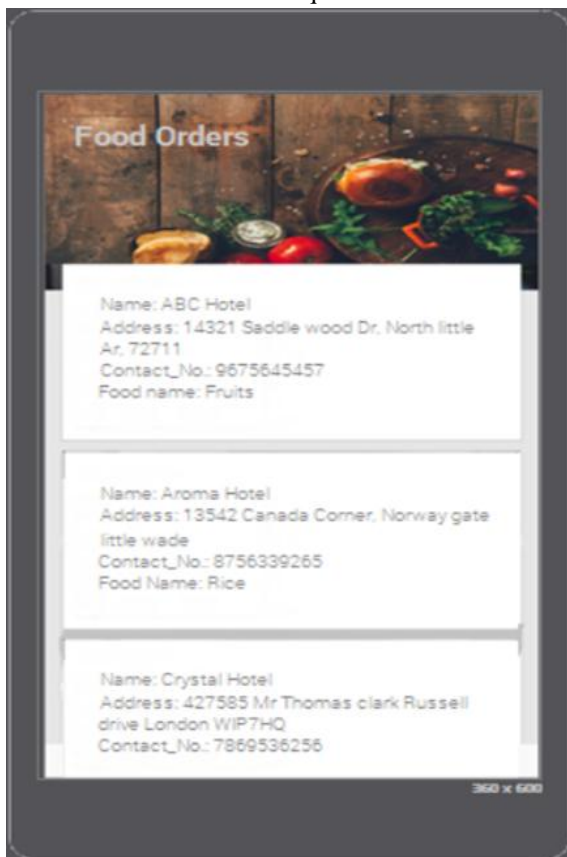 Food Orders
Name: ABC Hotel
Address: 14321 Saddle wood Dr, North little
Ar, 72711
Contact_No.: 9675645457
Food name: Fruits
Name: Aroma Hotel
Address: 13542 Canada Corner, Norway gate
little wade
Contact_No.: 8756339265
Food Name: Rice
Name: Crystal Hotel
Address: 427585 Mr Thomas clark Russell
drive London WIP7HQ
Contact_No.: 7869536256
360 x 600